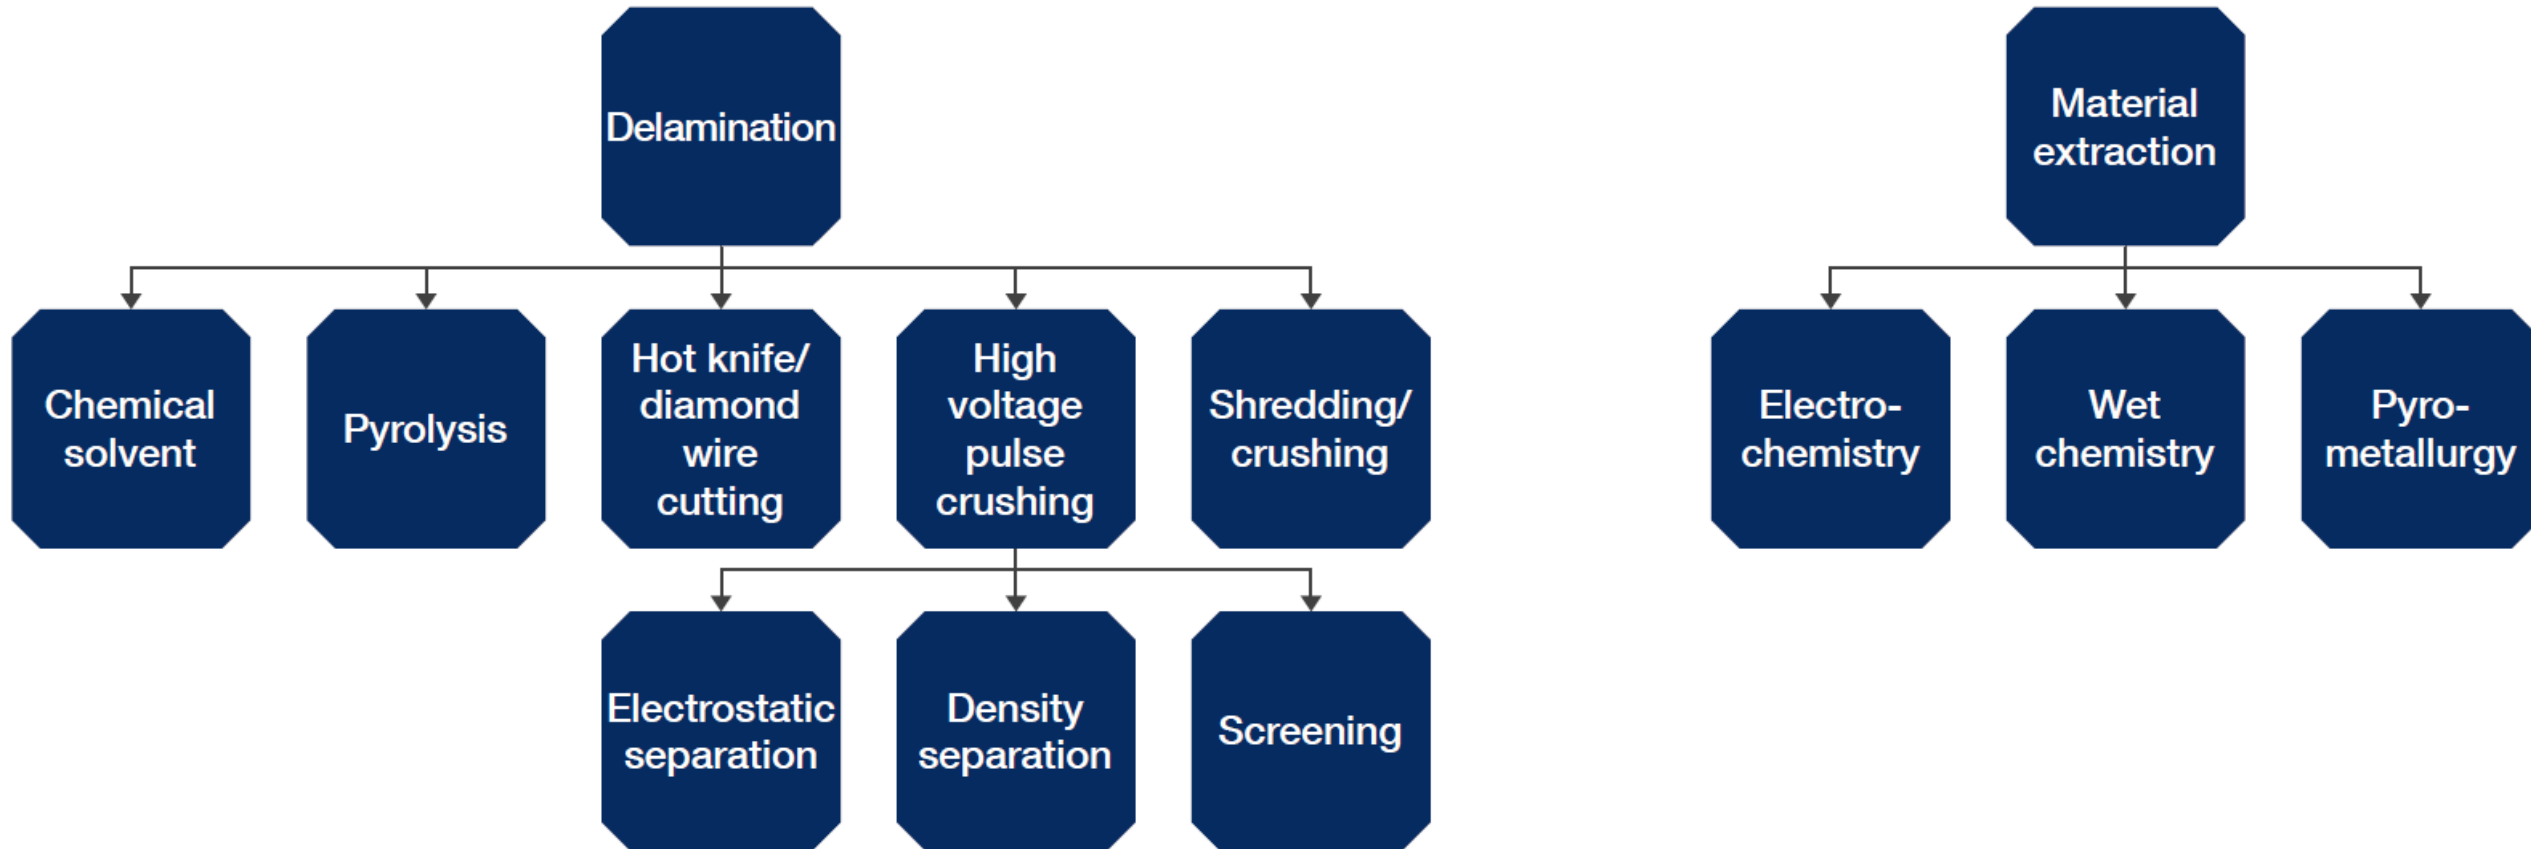 Delamination
Material
extraction
Chemical
solvent
Pyrolysis
Hot knife/
diamond
wire
cutting
High
voltage
pulse
crushing
Shredding/
crushing
Electro-
chemistry
Wet
chemistry
Pyro-
metallurgy
Electrostatic
separation
Density
separation
Screening